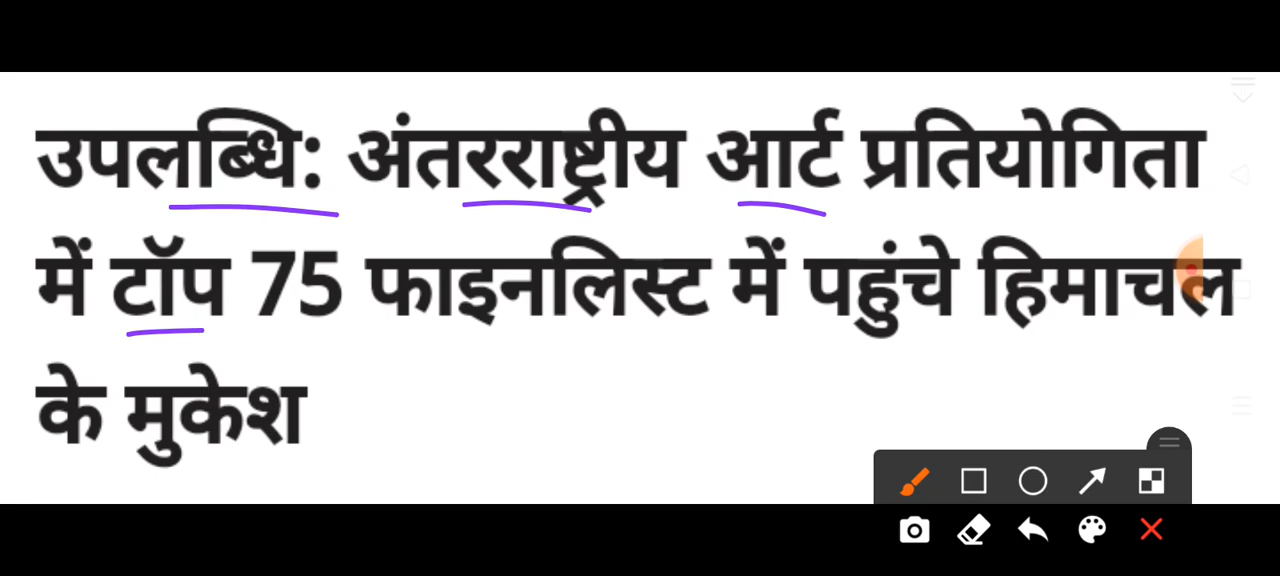 उपलब्धि: अंतरराष्ट्रीय आर्ट प्रतियोगिता
में टॉप 75 फाइनलिस्ट में पहुंचे हिमाचल
के मुकेश